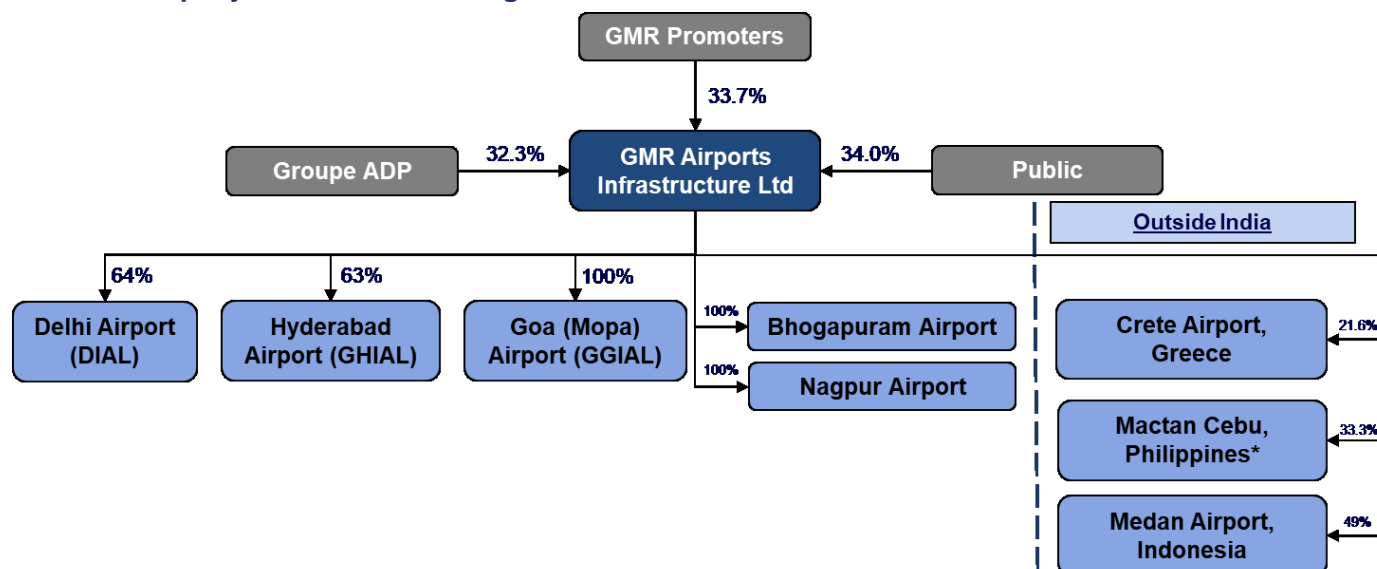 GMR Promoters
33.7%
Groupe ADP
32.3%
GMR Airports
Infrastructure Ltd
34.0%
Public
Outside India
64%
63%
100%
Delhi Airport
(DIAL)
Hyderabad
Airport (GHIAL)
Goa (Mopa)
Airport (GGIAL)
100%
Bhogapuram Airport
100%
Nagpur Airport
Crete Airport,
Greece
21.6%
Mactan Cebu,
Philippines*
33.3%
Medan Airport,
Indonesia
49%